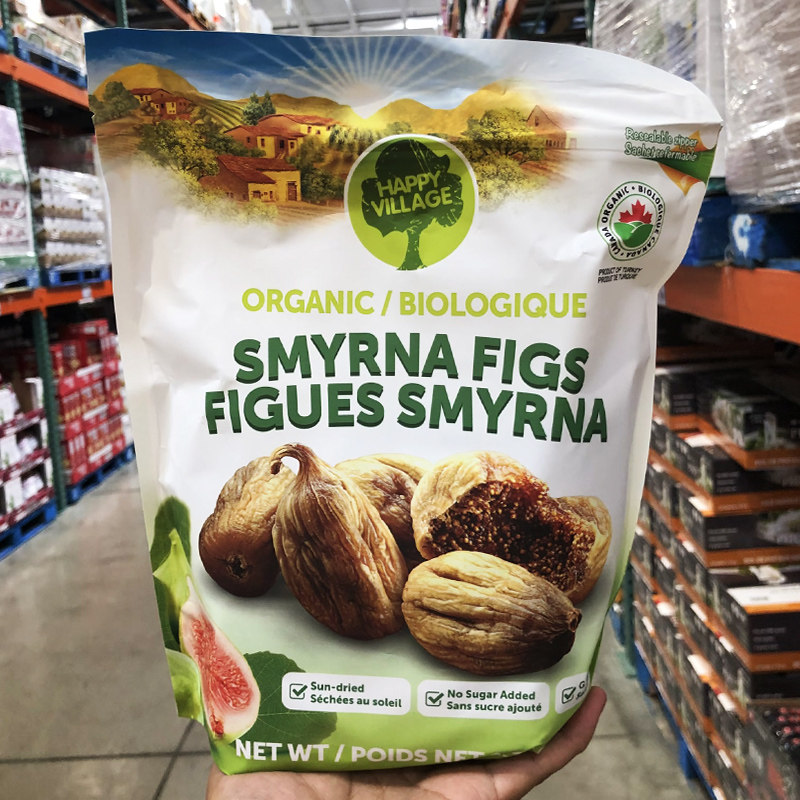 Resealable zipper
Sachet refermable
HAPPY
VILLAGE
CANADA ORGANIC • BIOLOGIQUE CANADA
PRODUCT OF TURKEY
PRODUIT DE TURQUIE
ORGANIC / BIOLOGIQUE
SMYRNA FIGS
FIGUES SMYRNA
Sun-dried
Séchées au soleil
No Sugar Added
Sans sucre ajouté
NET WT / POIDS NET